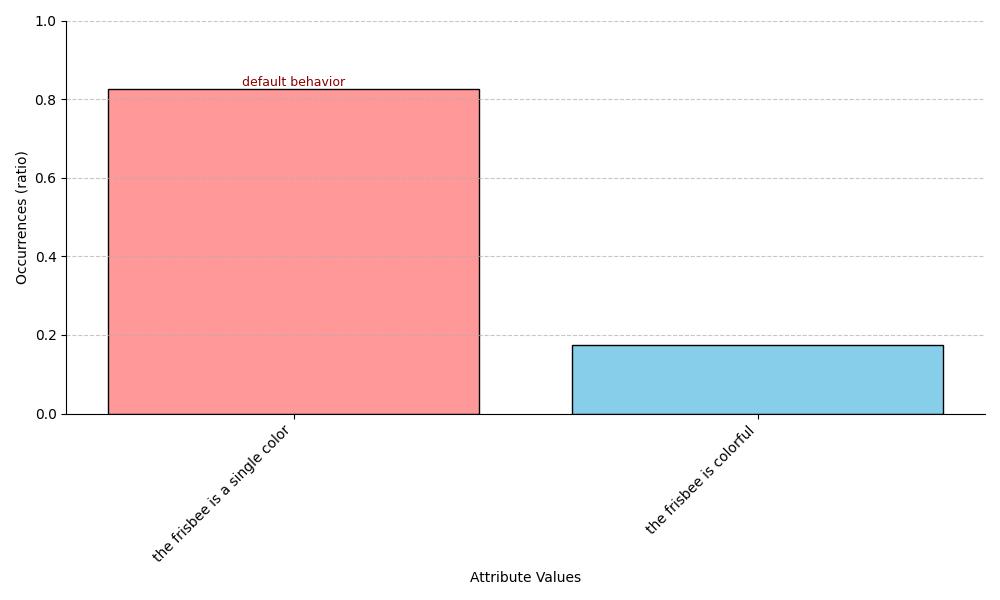 1.0
default behavior
0.8
0.6
0.4
0.2
0.0
Occurrences (ratio)
the frisbee is a single color
the frisbee is colorful
Attribute Values